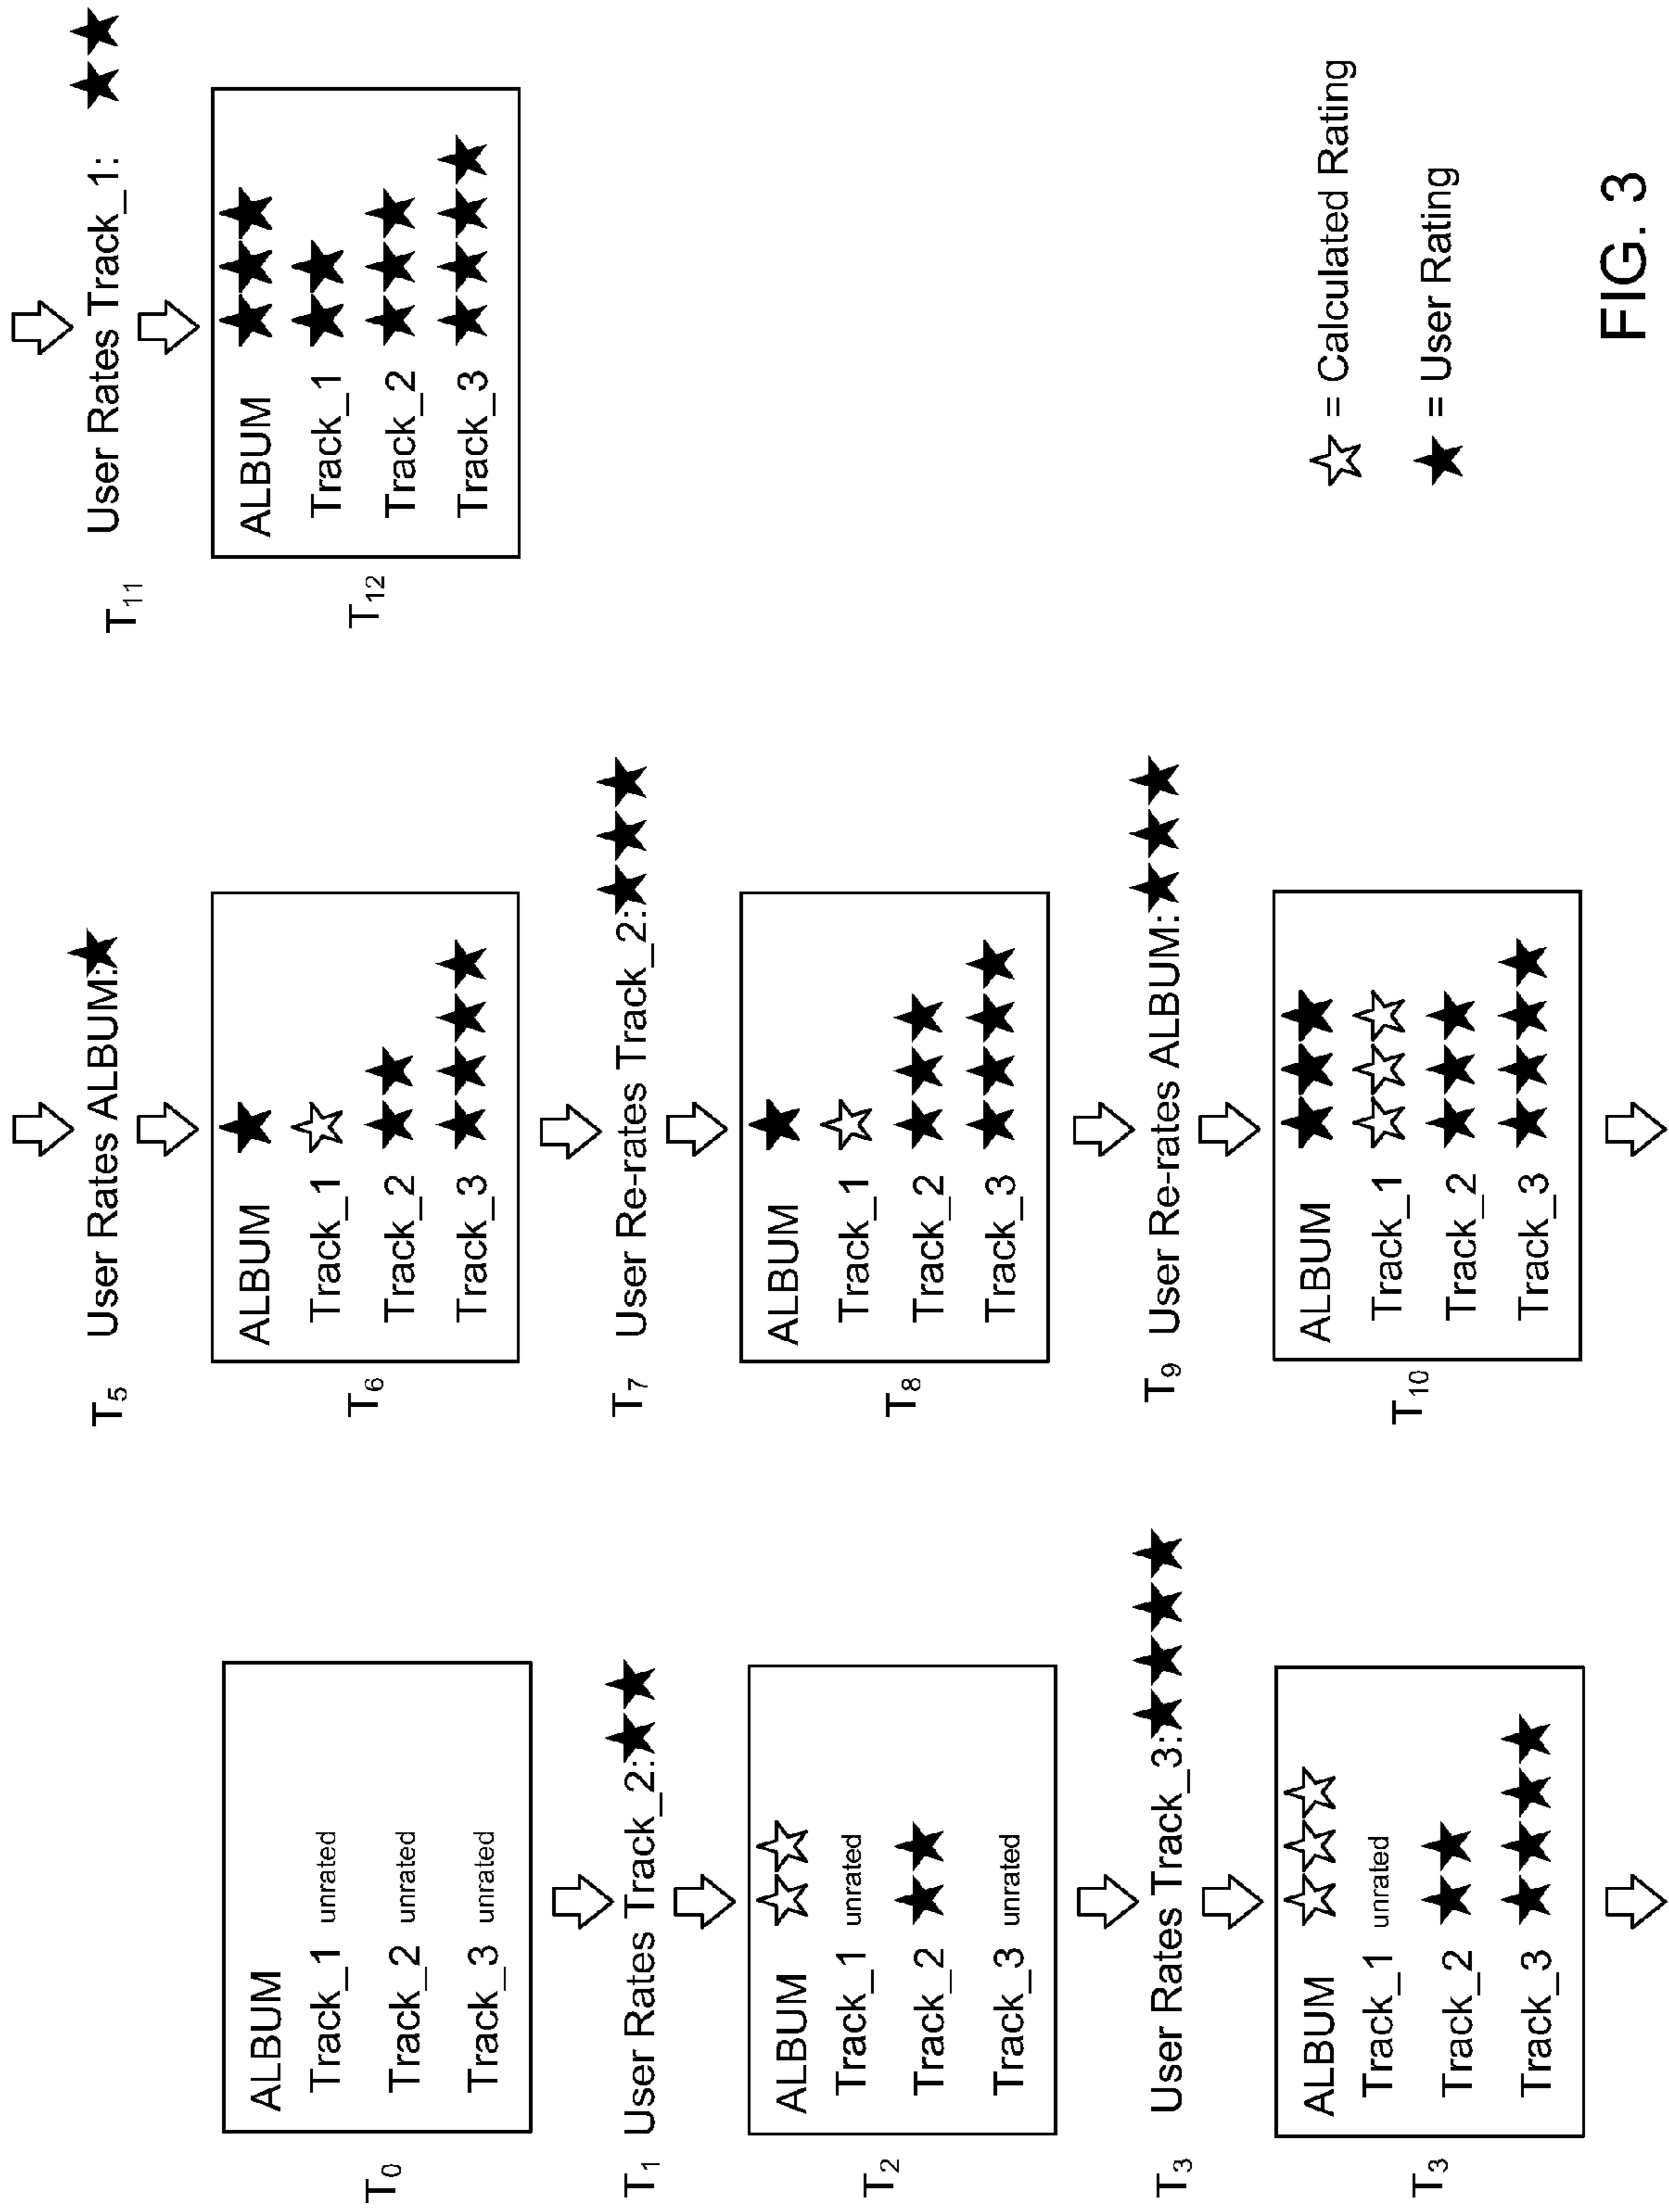 T0
ALBUM
Track_1 unrated
Track_2 unrated
Track_3 unrated
T1 User Rates Track_2: ★★
T2
ALBUM ☆☆
Track_1 unrated
Track_2 ★★
Track_3 unrated
T3 User Rates Track_3: ★★★★
T3
ALBUM ☆☆☆
Track_1 unrated
Track_2 ★★
Track_3 ★★★★
T5 User Rates ALBUM: ★
T6
ALBUM ★
Track_1 ☆
Track_2 ★★
Track_3 ★★★★
T7 User Re-rates Track_2: ★★★
T8
ALBUM ★
Track_1 ☆
Track_2 ★★★
Track_3 ★★★★
T9 User Re-rates ALBUM: ★★★
T10
ALBUM ★★★
Track_1 ☆☆☆
Track_2 ★★★
Track_3 ★★★★
T11 User Rates Track_1: ★★
T12
ALBUM ★★★
Track_1 ★★
Track_2 ★★★
Track_3 ★★★★
☆ = Calculated Rating
★ = User Rating
FIG. 3